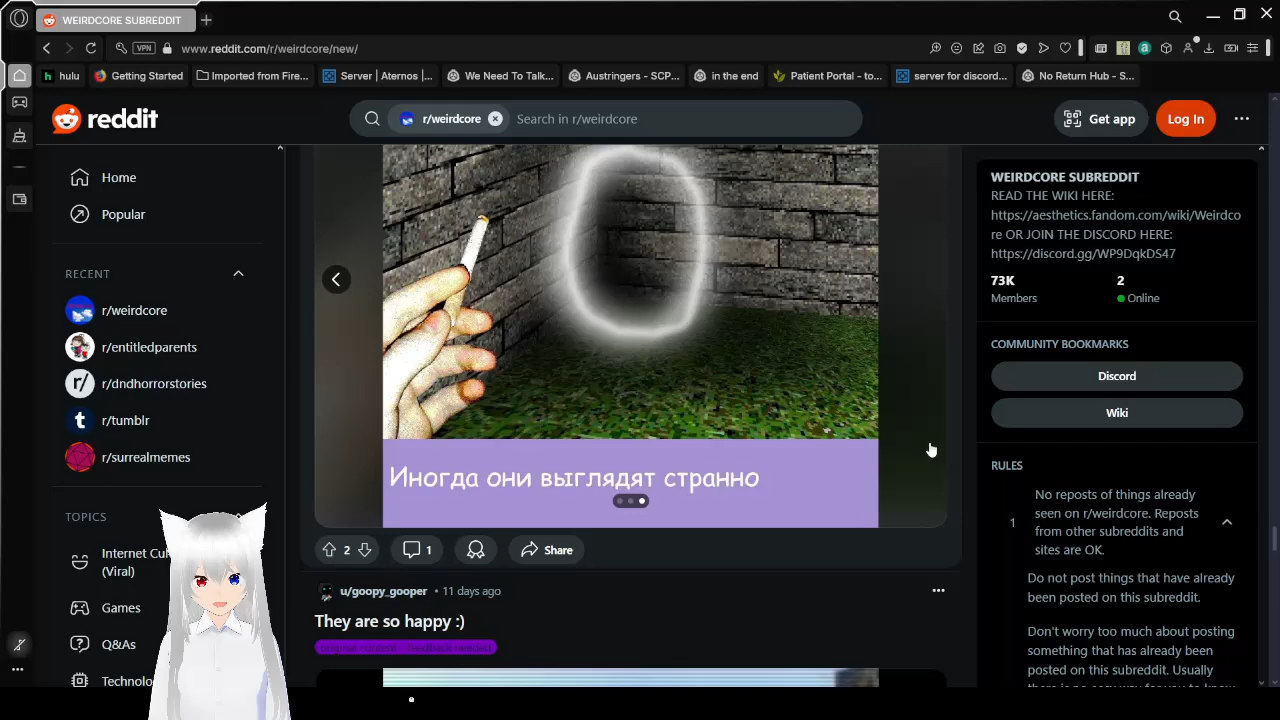 WEIRDCORE SUBREDDIT
VPN
www.reddit.com/r/weirdcore/new/
hulu
Getting Started
Imported from Fire...
Server | Aternos |...
We Need To Talk...
Austringers - SCP...
in the end
Patient Portal - to...
server for discord...
No Return Hub - S...
reddit
r/weirdcore
Search in r/weirdcore
Get app
Log In
Home
Popular
RECENT
r/weirdcore
r/entitledparents
r/dndhorrorstories
r/tumblr
r/surrealmemes
TOPICS
Internet
(Viral)
Games
Q&As
Иногда они выглядят странно
2
1
Share
u/goopy_gooper • 11 days ago
They are so happy :)
original content - feedback needed
WEIRDCORE SUBREDDIT
READ THE WIKI HERE:
https://aesthetics.fandom.com/wiki/Weirdco
re OR JOIN THE DISCORD HERE:
https://discord.gg/WP9DqkDS47
73K
Members
2
Online
COMMUNITY BOOKMARKS
Discord
Wiki
RULES
1
No reposts of things already
seen on r/weirdcore. Reposts
from other subreddits and
sites are OK.
Do not post things that have already
been posted on this subreddit.
Don't worry too much about posting
something that has already been
posted on this subreddit. Usually